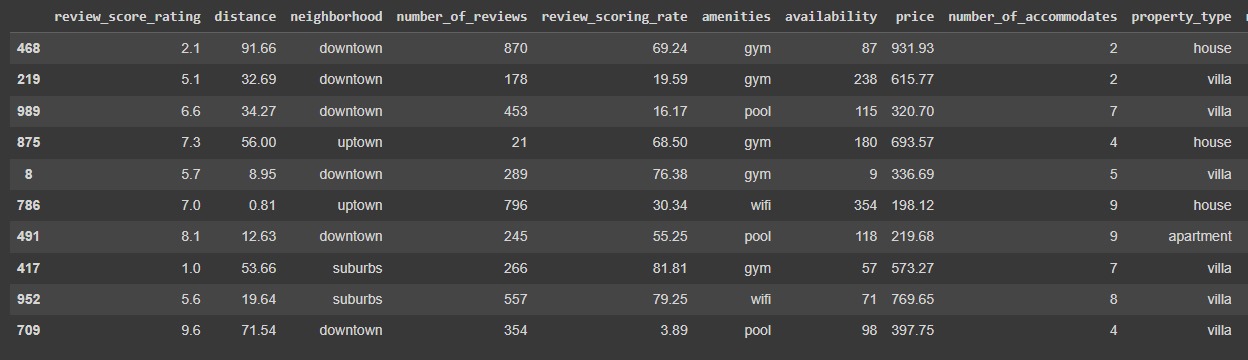 review_score_rating distance neighborhood number_of_reviews review_scoring_rate amenities availability price number_of_accommodates property_type
468 2.1 91.66 downtown 870 69.24 gym 87 931.93 2 house
219 5.1 32.69 downtown 178 19.59 gym 238 615.77 2 villa
989 6.6 34.27 downtown 453 16.17 pool 115 320.70 7 villa
875 7.3 56.00 uptown 21 68.50 gym 180 693.57 4 house
8 5.7 8.95 downtown 289 76.38 gym 9 336.69 5 villa
786 7.0 0.81 uptown 796 30.34 wifi 354 198.12 9 house
491 8.1 12.63 downtown 245 55.25 pool 118 219.68 9 apartment
417 1.0 53.66 suburbs 266 81.81 gym 57 573.27 7 villa
952 5.6 19.64 suburbs 557 79.25 wifi 71 769.65 8 villa
709 9.6 71.54 downtown 354 3.89 pool 98 397.75 4 villa